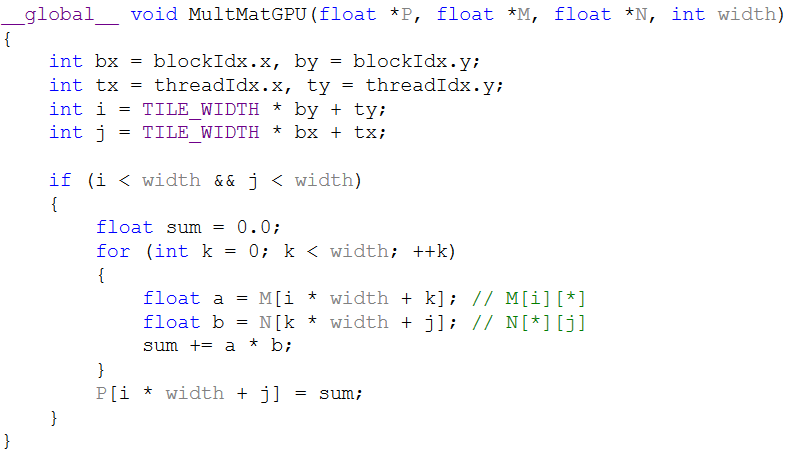 __global__ void MultMatGPU(float *P, float *M, float *N, int width)
{
    int bx = blockIdx.x, by = blockIdx.y;
    int tx = threadIdx.x, ty = threadIdx.y;
    int i = TILE_WIDTH * by + ty;
    int j = TILE_WIDTH * bx + tx;

    if (i < width && j < width)
    {
        float sum = 0.0;
        for (int k = 0; k < width; ++k)
        {
            float a = M[i * width + k]; // M[i][*]
            float b = N[k * width + j]; // N[*][j]
            sum += a * b;
        }
        P[i * width + j] = sum;
    }
}